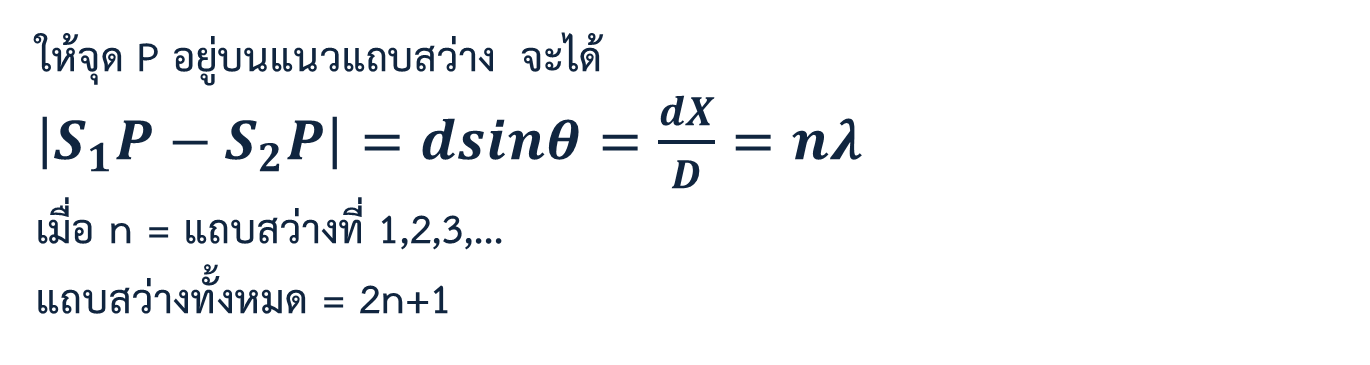 ให้จุด P อยู่บนแนวแถบสว่าง จะได้
|S₁P − S₂P| = dsinθ = dX/D = nλ
เมื่อ n = แถบสว่างที่ 1,2,3,...
แถบสว่างทั้งหมด = 2n+1